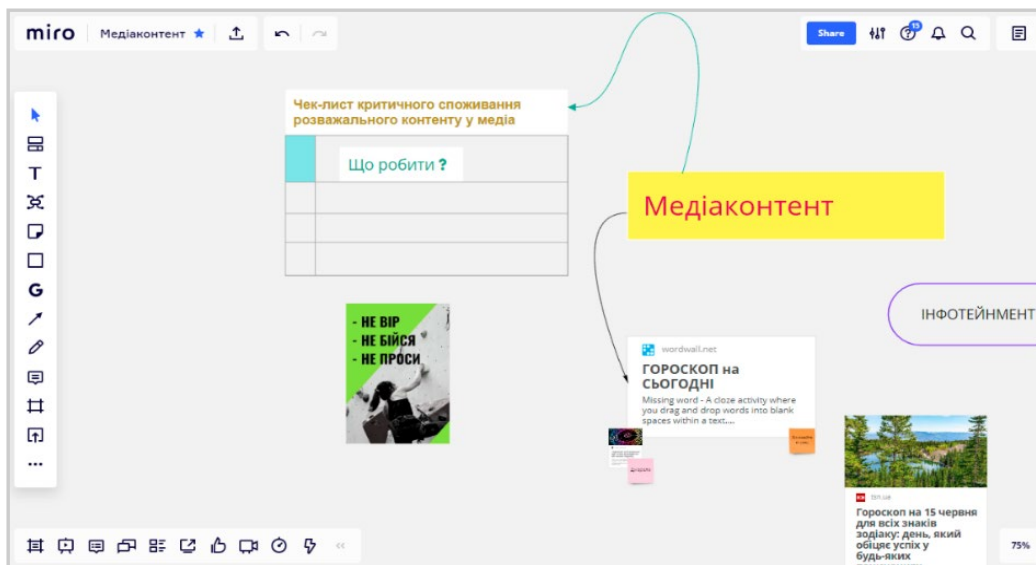 miro
Медіаконтент
Share
15
Чек-лист критичного споживання
розважального контенту у медіа
Що робити ?
Медіаконтент
ІНФОТЕЙНМЕНТ
- НЕ ВІР
- НЕ БІЙСЯ
- НЕ ПРОСИ
wordwall.net
ГОРОСКОП на
СЬОГОДНІ
Missing word - A cloze activity where
you drag and drop words into blank
spaces within a text....
Гороскоп на 15 червня
для всіх знаків
зодіаку: день, який
обіцяє успіх у
будь-яких
75%